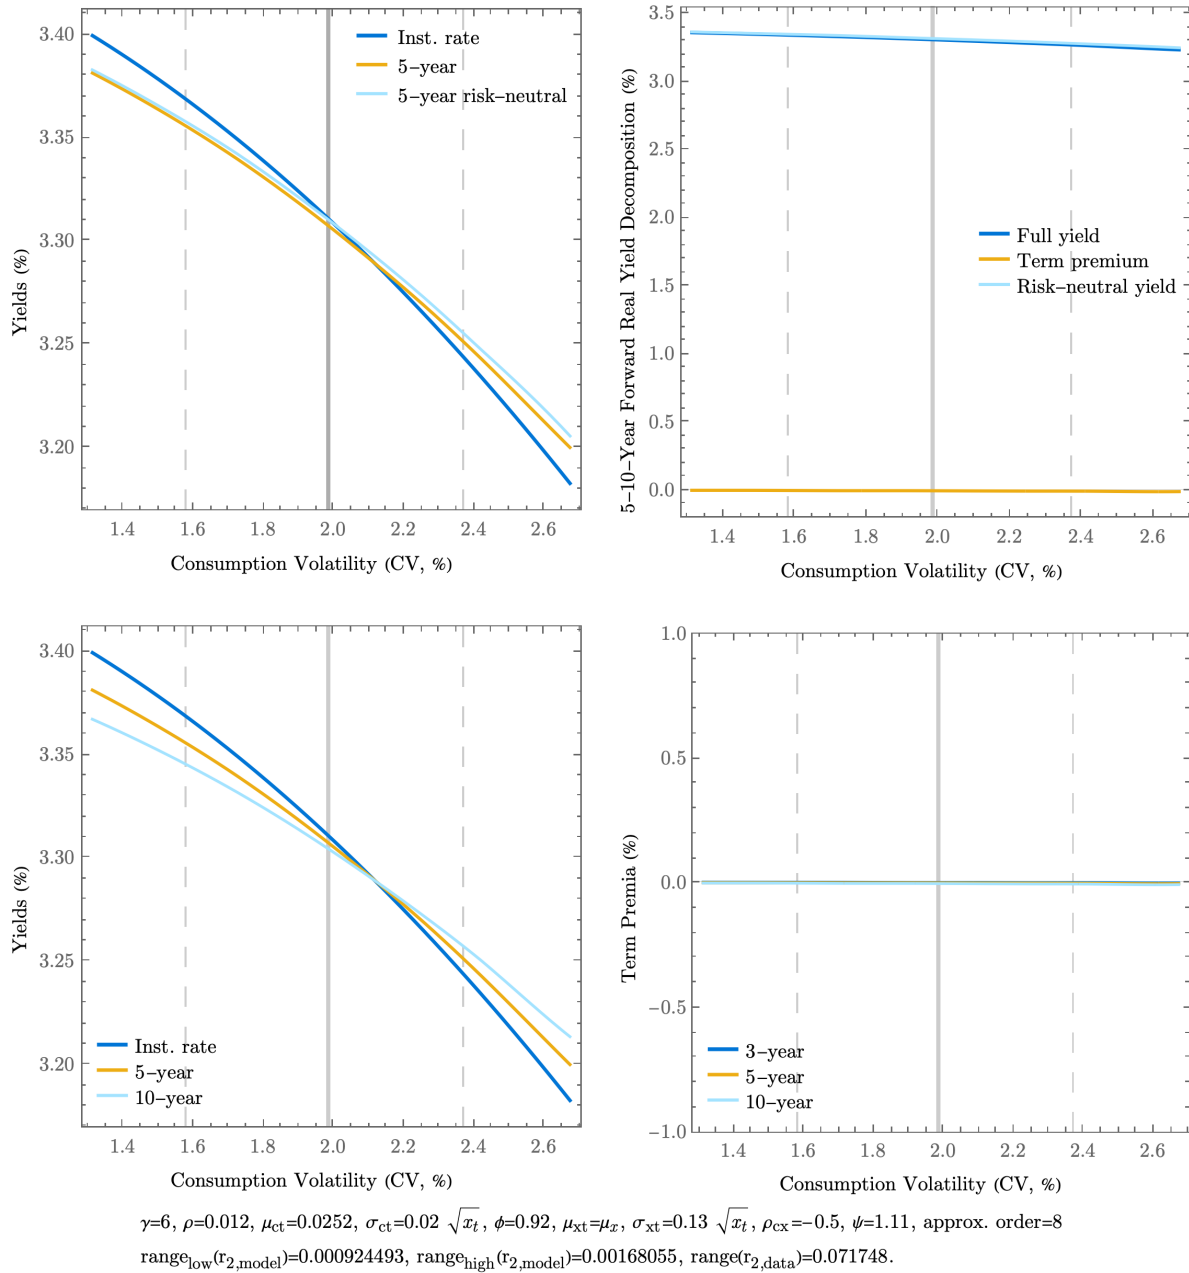 3.40
3.35
3.30
3.25
3.20
Yields (%)
Inst. rate
5−year
5−year risk−neutral
1.4 1.6 1.8 2.0 2.2 2.4 2.6
Consumption Volatility (CV, %)
3.5
3.0
2.5
2.0
1.5
1.0
0.5
0.0
5−10−Year Forward Real Yield Decomposition (%)
Full yield
Term premium
Risk−neutral yield
1.4 1.6 1.8 2.0 2.2 2.4 2.6
Consumption Volatility (CV, %)
3.40
3.35
3.30
3.25
3.20
Yields (%)
Inst. rate
5−year
10−year
1.4 1.6 1.8 2.0 2.2 2.4 2.6
Consumption Volatility (CV, %)
1.0
0.5
0.0
−0.5
−1.0
Term Premia (%)
3−year
5−year
10−year
1.4 1.6 1.8 2.0 2.2 2.4 2.6
Consumption Volatility (CV, %)
γ=6, ρ=0.012, μct=0.0252, σct=0.02 √xt, ϕ=0.92, μxt=μx, σxt=0.13 √xt, ρcx=−0.5, ψ=1.11, approx. order=8
rangelow(r2,model)=0.000924493, rangehigh(r2,model)=0.00168055, range(r2,data)=0.071748.